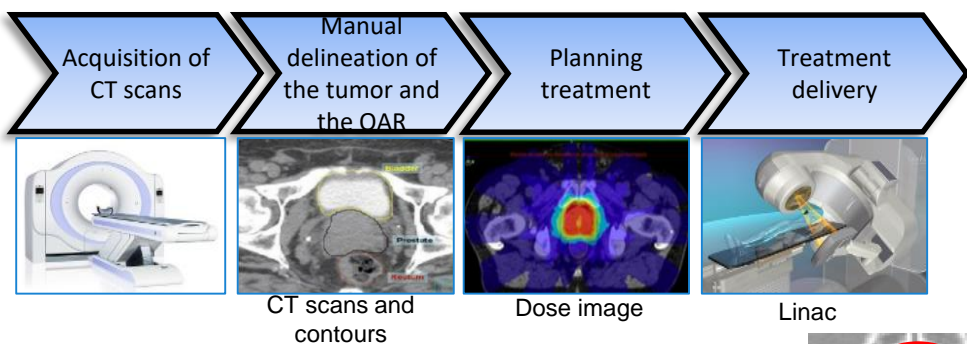 Acquisition of
CT scans
Manual
delineation of
the tumor and
the OAR
Planning
treatment
Treatment
delivery
Bladder
Prostate
Rectum
CT scans and
contours
Dose image
Linac